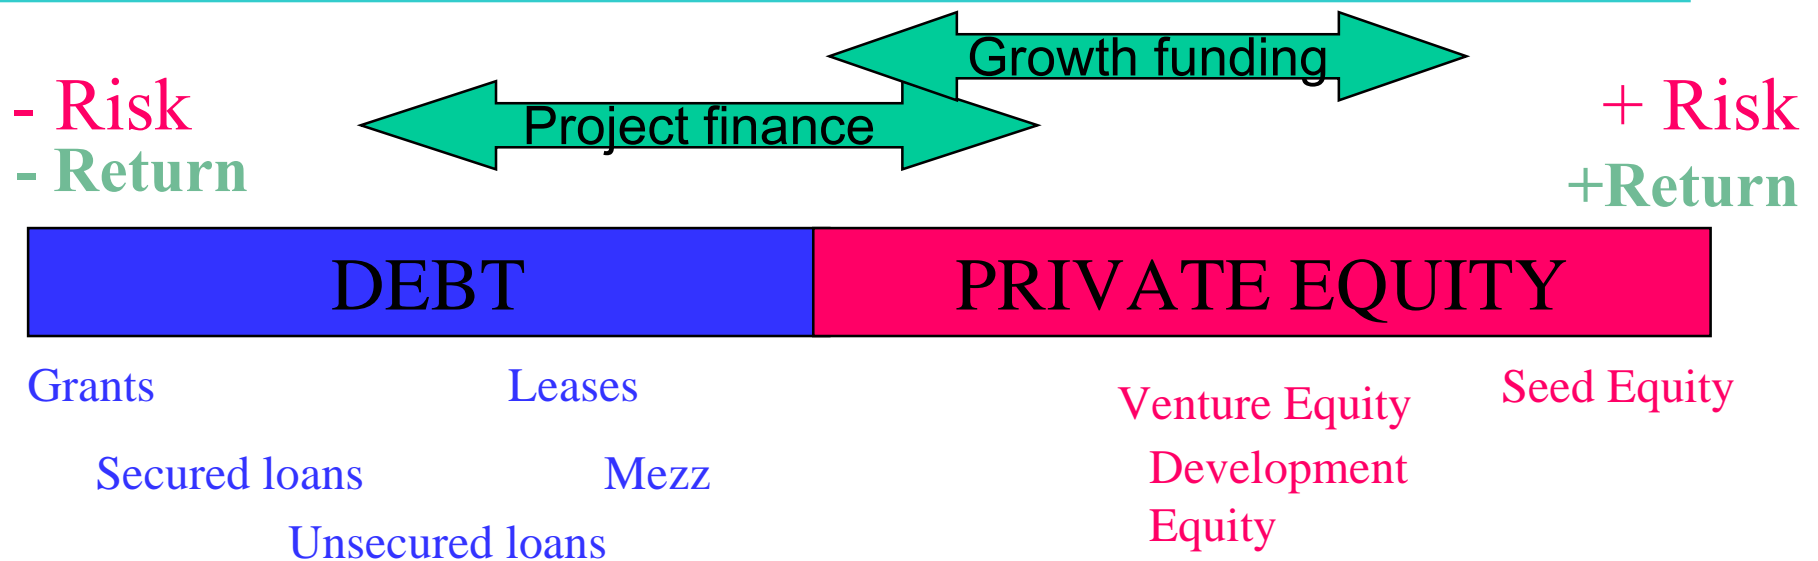 Growth funding
- Risk
Project finance
+ Risk
- Return
+Return
DEBT
PRIVATE EQUITY
Grants
Leases
Venture Equity
Seed Equity
Secured loans
Mezz
Development
Equity
Unsecured loans